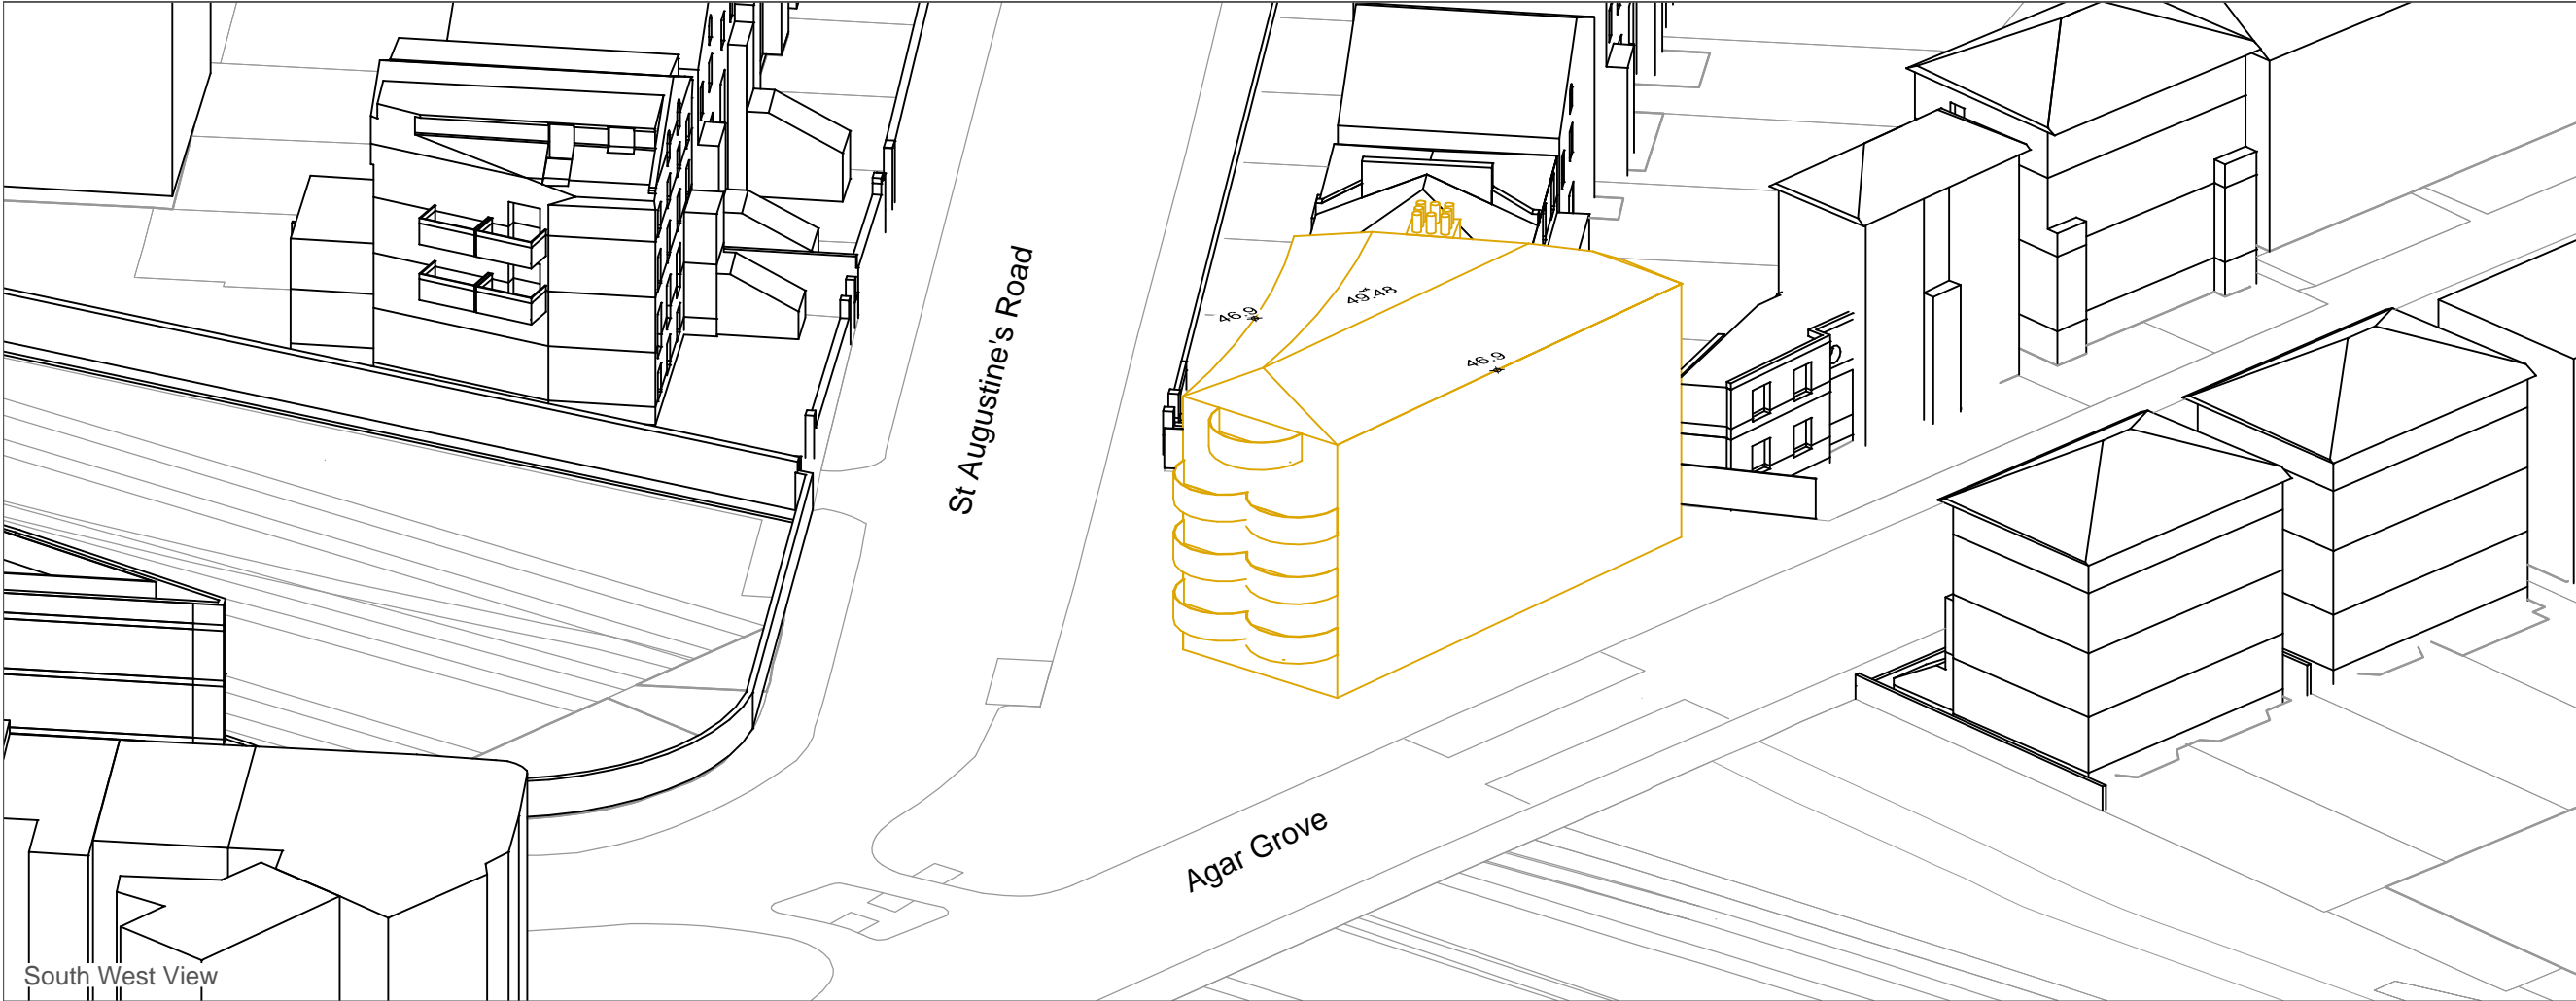 St Augustine's Road
46.9
49.48
46.9
Agar Grove
South West View